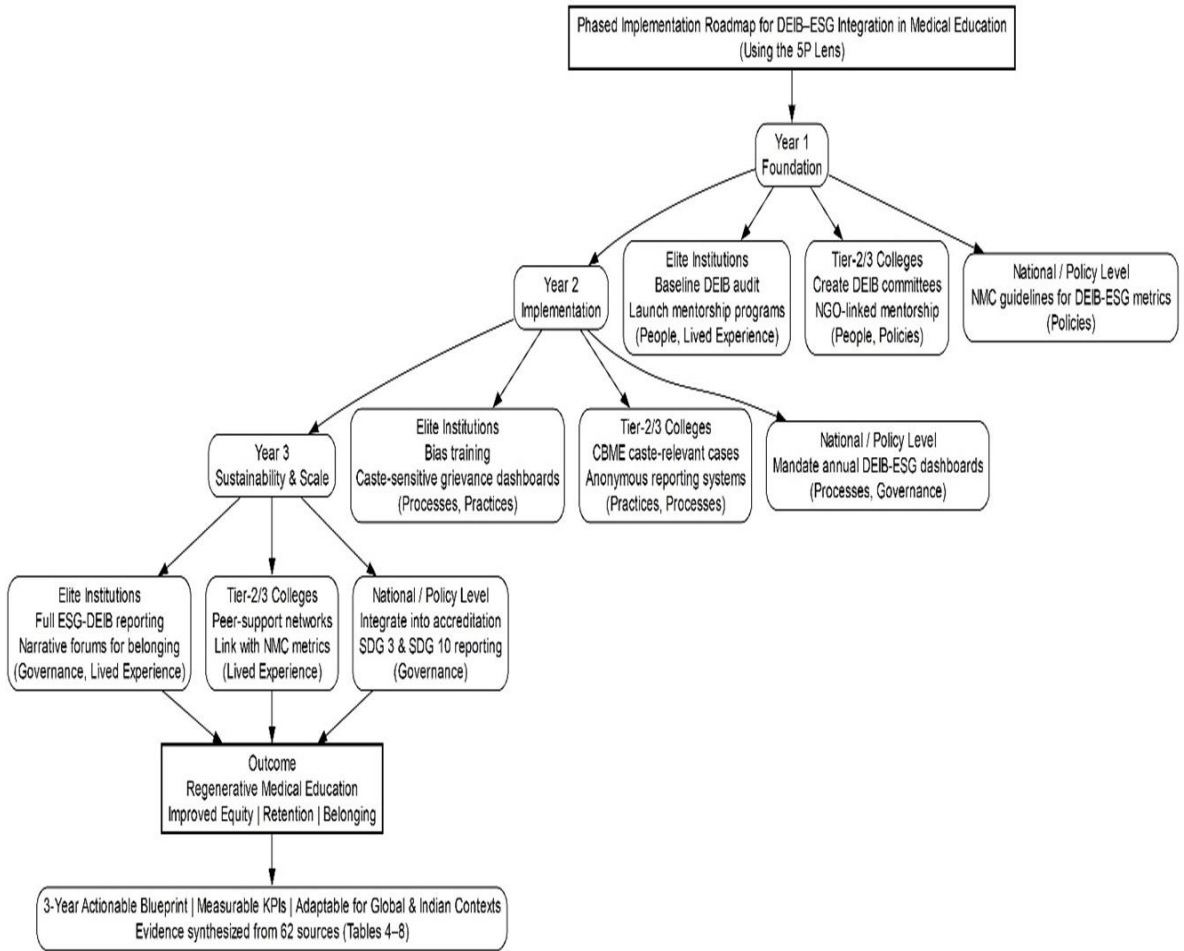 Phased Implementation Roadmap for DEIB–ESG Integration in Medical Education
(Using the 5P Lens)
Year 1
Foundation
Elite Institutions
Baseline DEIB audit
Launch mentorship programs
(People, Lived Experience)
Tier-2/3 Colleges
Create DEIB committees
NGO-linked mentorship
(People, Policies)
National / Policy Level
NMC guidelines for DEIB-ESG metrics
(Policies)
Year 2
Implementation
Elite Institutions
Bias training
Caste-sensitive grievance dashboards
(Processes, Practices)
Tier-2/3 Colleges
CBME caste-relevant cases
Anonymous reporting systems
(Practices, Processes)
National / Policy Level
Mandate annual DEIB-ESG dashboards
(Processes, Governance)
Year 3
Sustainability & Scale
Elite Institutions
Full ESG-DEIB reporting
Narrative forums for belonging
(Governance, Lived Experience)
Tier-2/3 Colleges
Peer-support networks
Link with NMC metrics
(Lived Experience)
National / Policy Level
Integrate into accreditation
SDG 3 & SDG 10 reporting
(Governance)
Outcome
Regenerative Medical Education
Improved Equity | Retention | Belonging
3-Year Actionable Blueprint | Measurable KPIs | Adaptable for Global & Indian Contexts
Evidence synthesized from 62 sources (Tables 4–8)